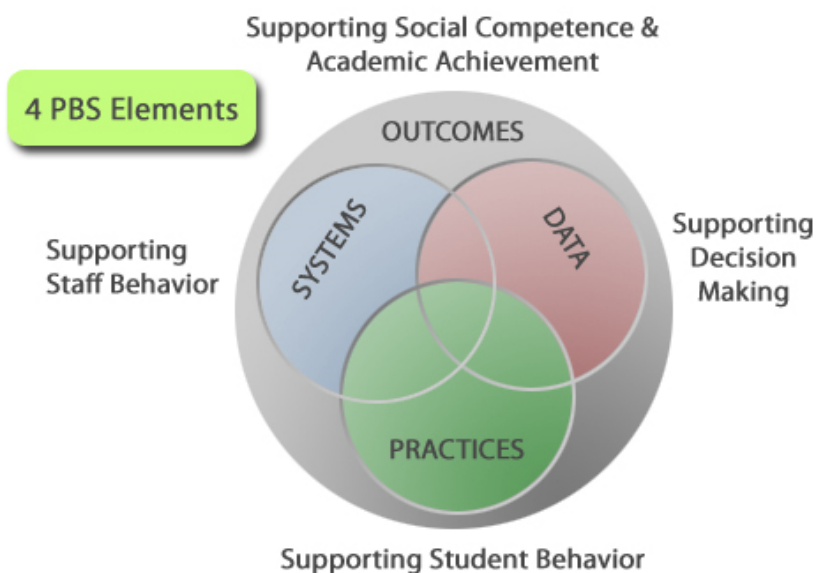 Supporting Social Competence &
Academic Achievement
4 PBS Elements
OUTCOMES
SYSTEMS
DATA
Supporting
Staff Behavior
Supporting
Decision
Making
PRACTICES
Supporting Student Behavior